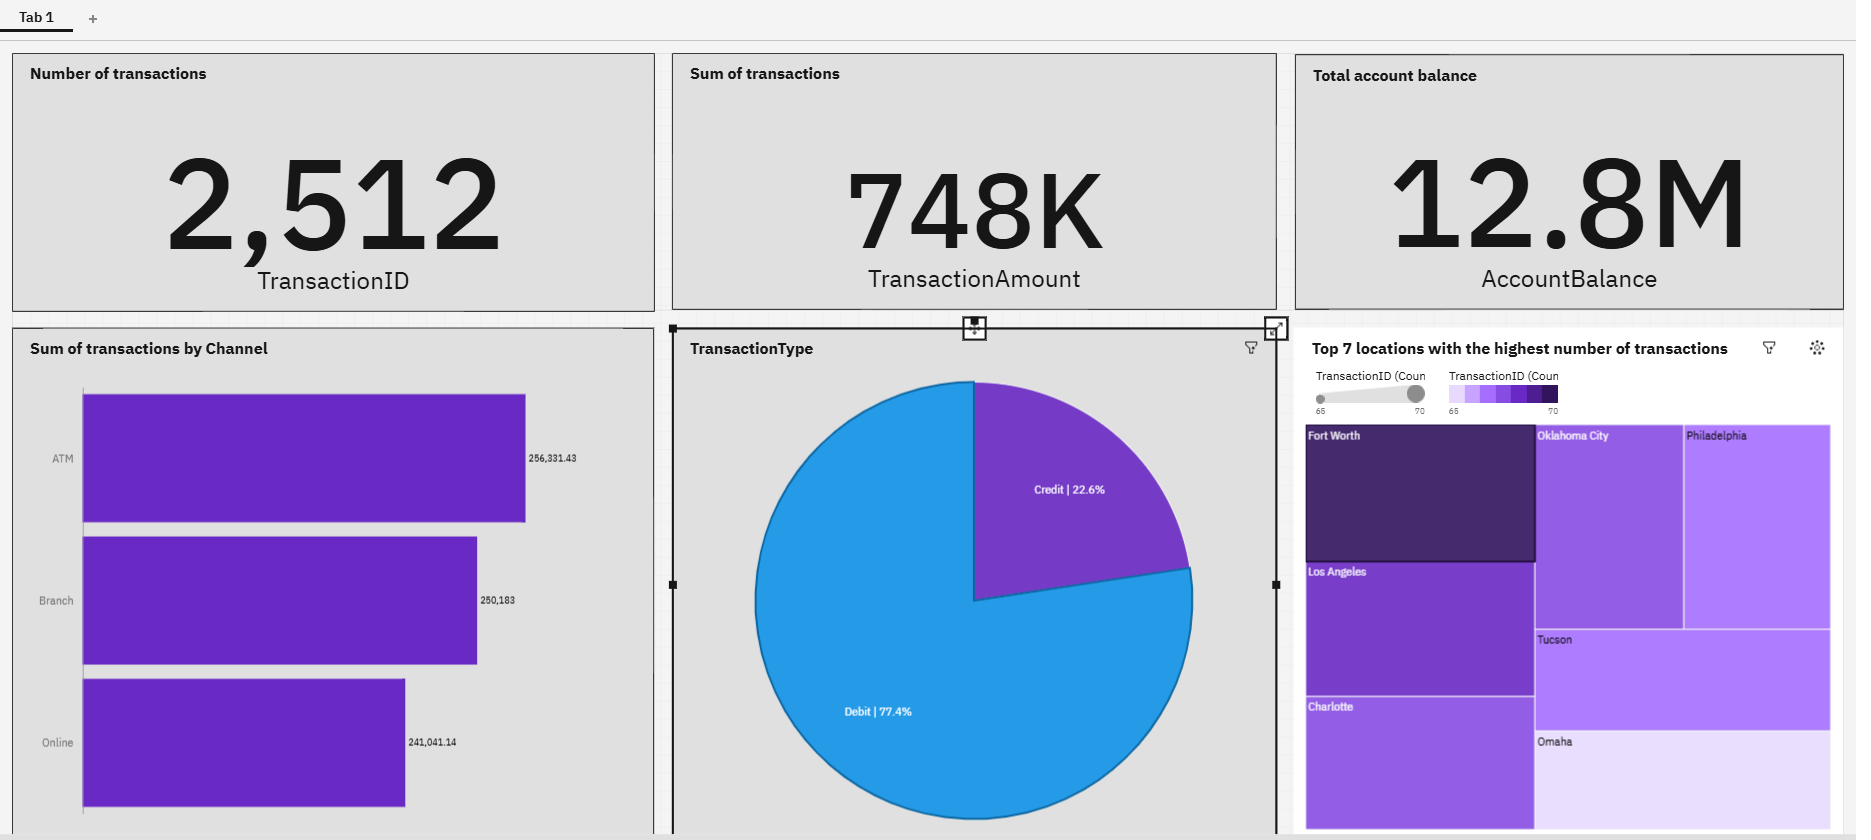 Tab 1
+
Number of transactions
2,512
TransactionID
Sum of transactions
748K
TransactionAmount
Total account balance
12.8M
AccountBalance
Sum of transactions by Channel
ATM
256,331.43
Branch
250,183
Online
241,041.14
TransactionType
Credit | 22.6%
Debit | 77.4%
Top 7 locations with the highest number of transactions
TransactionID (Coun
TransactionID (Coun
65
70
65
70
Fort Worth
Oklahoma City
Philadelphia
Los Angeles
Tucson
Charlotte
Omaha